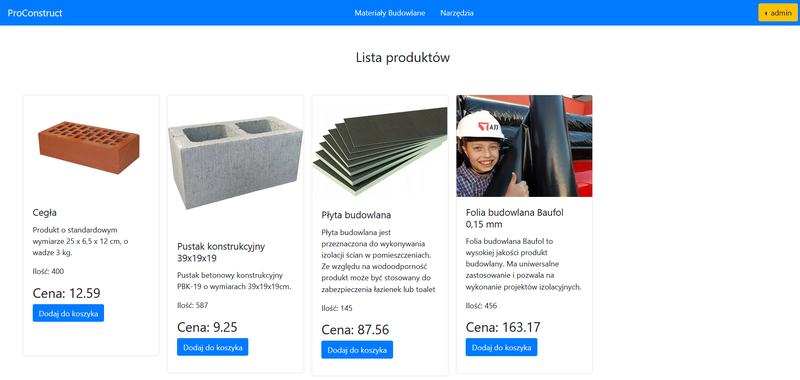 ProConstruct
Materiały Budowlane
Narzędzia
admin
Lista produktów
Cegła
Produkt o standardowym
wymiarze 25 x 6,5 x 12 cm, o
wadze 3 kg.
Ilość: 400
Cena: 12.59
Dodaj do koszyka
Pustak konstrukcyjny
39x19x19
Pustak betonowy konstrukcyjny
PBK-19 o wymiarach 39x19x19cm.
Ilość: 587
Cena: 9.25
Dodaj do koszyka
Płyta budowlana
Płyta budowlana jest
przeznaczona do wykonywania
izolacji ścian w pomieszczeniach.
Ze względu na wodoodporność
produkt może być stosowany do
zabezpieczenia łazienek lub toalet
Ilość: 145
Cena: 87.56
Dodaj do koszyka
Folia budowlana Baufol
0,15 mm
Folia budowlana Baufol to
wysokiej jakości produkt
budowlany. Ma uniwersalne
zastosowanie i pozwala na
wykonanie projektów izolacyjnych.
Ilość: 456
Cena: 163.17
Dodaj do koszyka